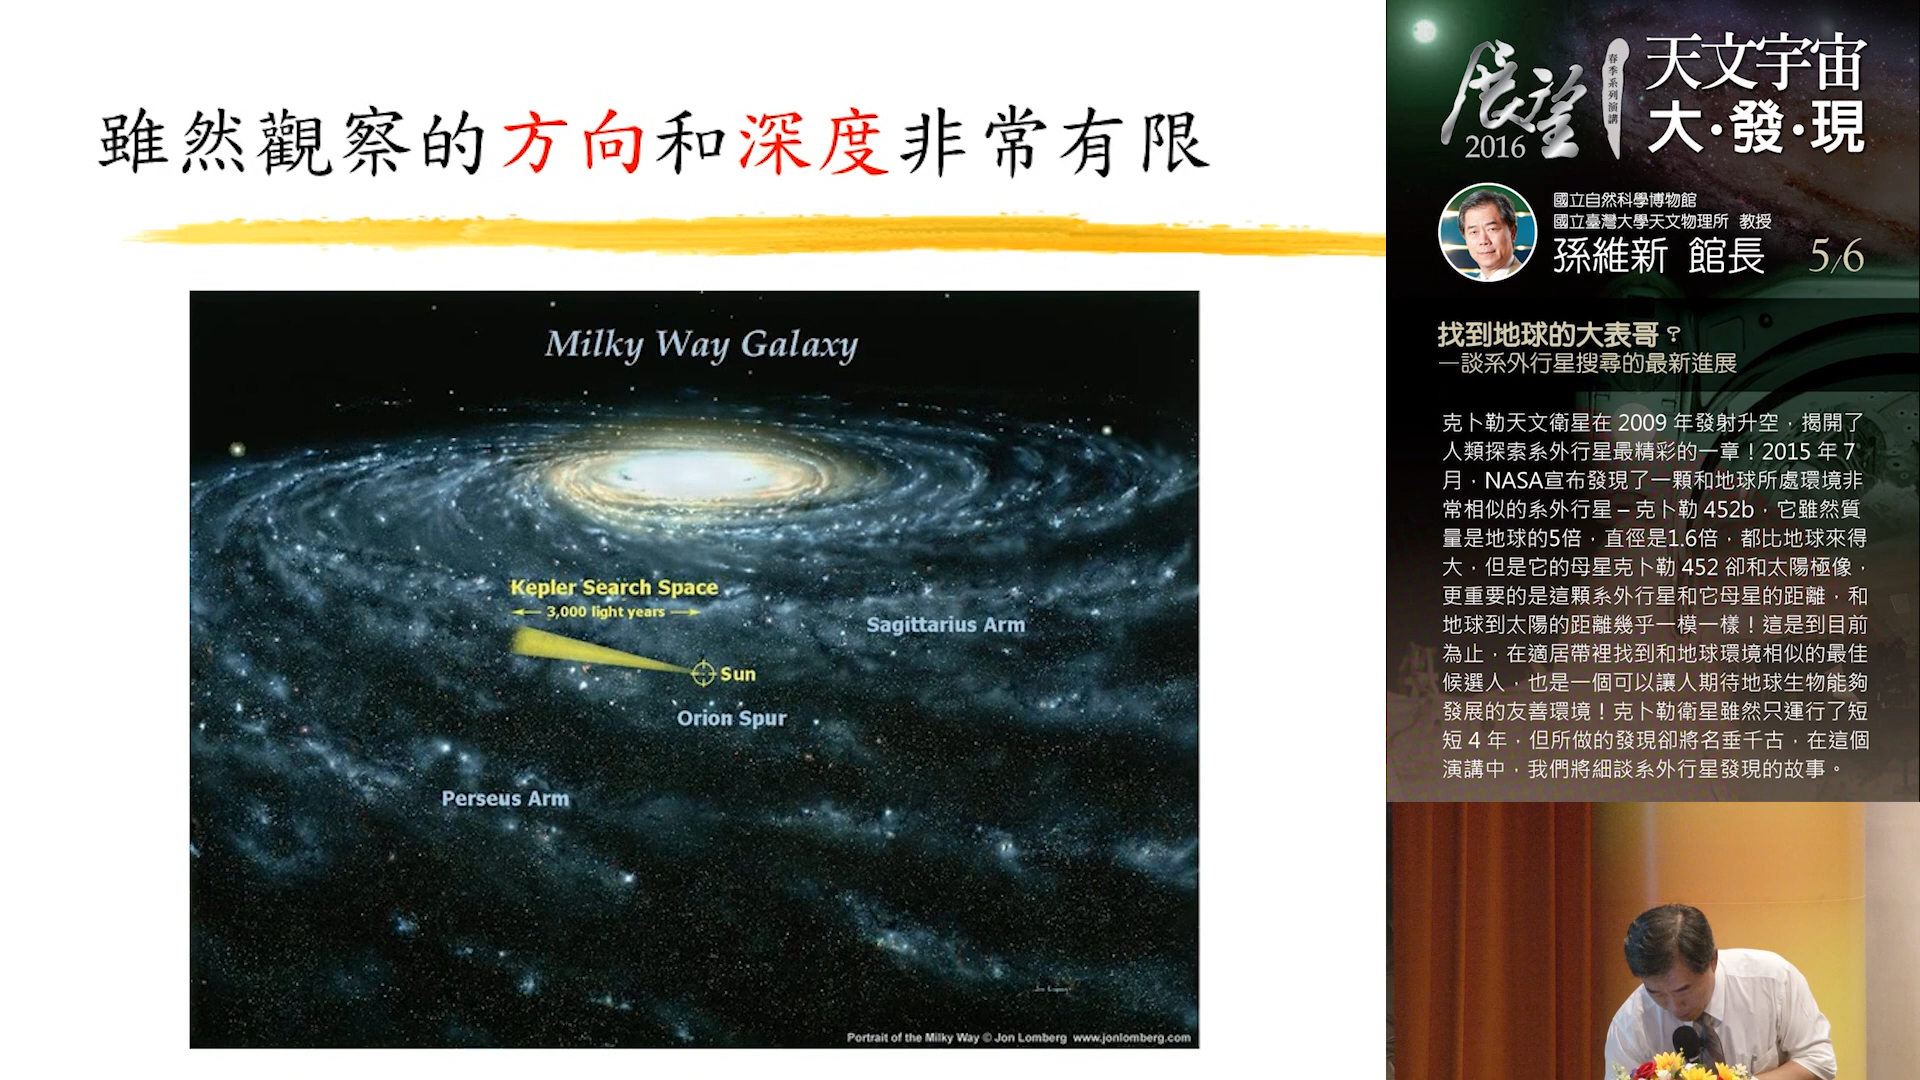 雖然觀察的方向和深度非常有限
Milky Way Galaxy
Kepler Search Space
3,000 light years
Sun
Sagittarius Arm
Orion Spur
Perseus Arm
Portrait of the Milky Way © Jon Lomberg www.jonlomberg.com
展望
2016
春季系列演講
天文宇宙
大·發·現
國立自然科學博物館
國立臺灣大學天文物理所 教授
孫維新 館長 5/6
找到地球的大表哥?
—談系外行星搜尋的最新進展
克卜勒天文衛星在 2009 年發射升空，揭開了
人類探索系外行星最精彩的一章！2015 年 7
月，NASA宣布發現了一顆和地球所處環境非
常相似的系外行星 – 克卜勒 452b，它雖然質
量是地球的5倍，直徑是1.6倍，都比地球來得
大，但是它的母星克卜勒 452 卻和太陽極像，
更重要的是這顆系外行星和它母星的距離，和
地球到太陽的距離幾乎一模一樣！這是到目前
為止，在適居帶裡找到和地球環境相似的最佳
候選人，也是一個可以讓人期待地球生物能夠
發展的友善環境！克卜勒衛星雖然只運行了短
短 4 年，但所做的發現卻將名垂千古，在這個
演講中，我們將細談系外行星發現的故事。